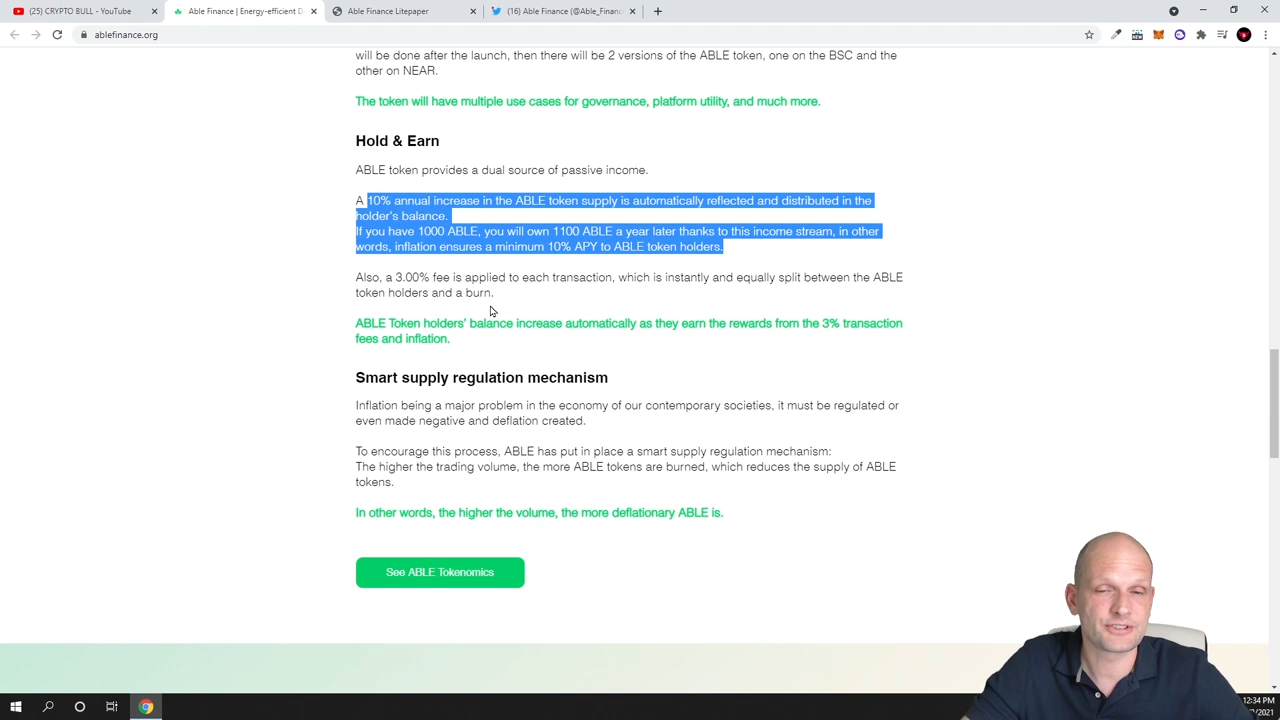 (25) CRYPTO BULL - YouTube
Able Finance | Energy-efficient D
Able Finance Litepaper
(16) Able Finance (@Able_Financ
ablefinance.org
will be done after the launch, then there will be 2 versions of the ABLE token, one on the BSC and the
other on NEAR.
The token will have multiple use cases for governance, platform utility, and much more.
Hold & Earn
ABLE token provides a dual source of passive income.
A 10% annual increase in the ABLE token supply is automatically reflected and distributed in the
holder's balance.
If you have 1000 ABLE, you will own 1100 ABLE a year later thanks to this income stream, in other
words, inflation ensures a minimum 10% APY to ABLE token holders.
Also, a 3.00% fee is applied to each transaction, which is instantly and equally split between the ABLE
token holders and a burn.
ABLE Token holders' balance increase automatically as they earn the rewards from the 3% transaction
fees and inflation.
Smart supply regulation mechanism
Inflation being a major problem in the economy of our contemporary societies, it must be regulated or
even made negative and deflation created.
To encourage this process, ABLE has put in place a smart supply regulation mechanism:
The higher the trading volume, the more ABLE tokens are burned, which reduces the supply of ABLE
tokens.
In other words, the higher the volume, the more deflationary ABLE is.
See ABLE Tokenomics
12:34 PM
/2021